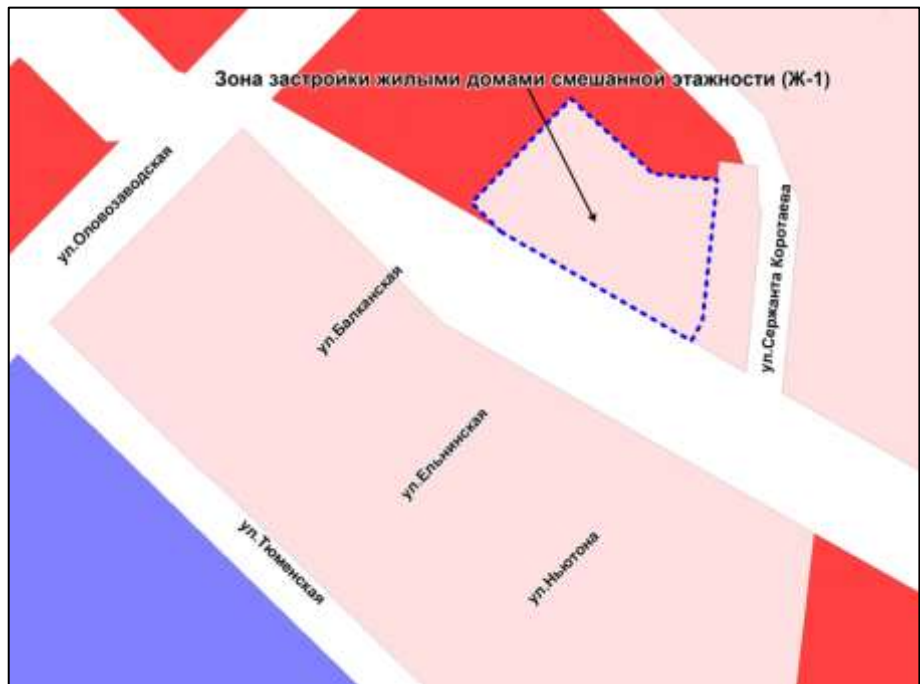 Зона застройки жилыми домами смешанной этажности (Ж-1)
ул.Оловозаводская
ул.Сержанта Коротаева
ул.Балканская
ул.Ельнинская
ул.Тюменская
ул.Ньютона